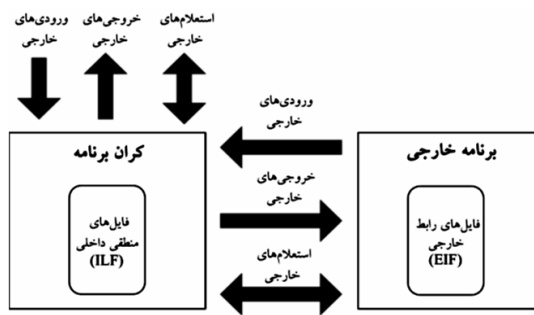 استعلام‌های
خارجی
خروجی‌های
خارجی
ورودی‌های
خارجی
ورودی‌های
خارجی
برنامه خارجی
کران برنامه
خروجی‌های
خارجی
فایل‌های رابط
خارجی
(EIF)
فایل‌های
منطقی داخلی
(ILF)
استعلام‌های
خارجی